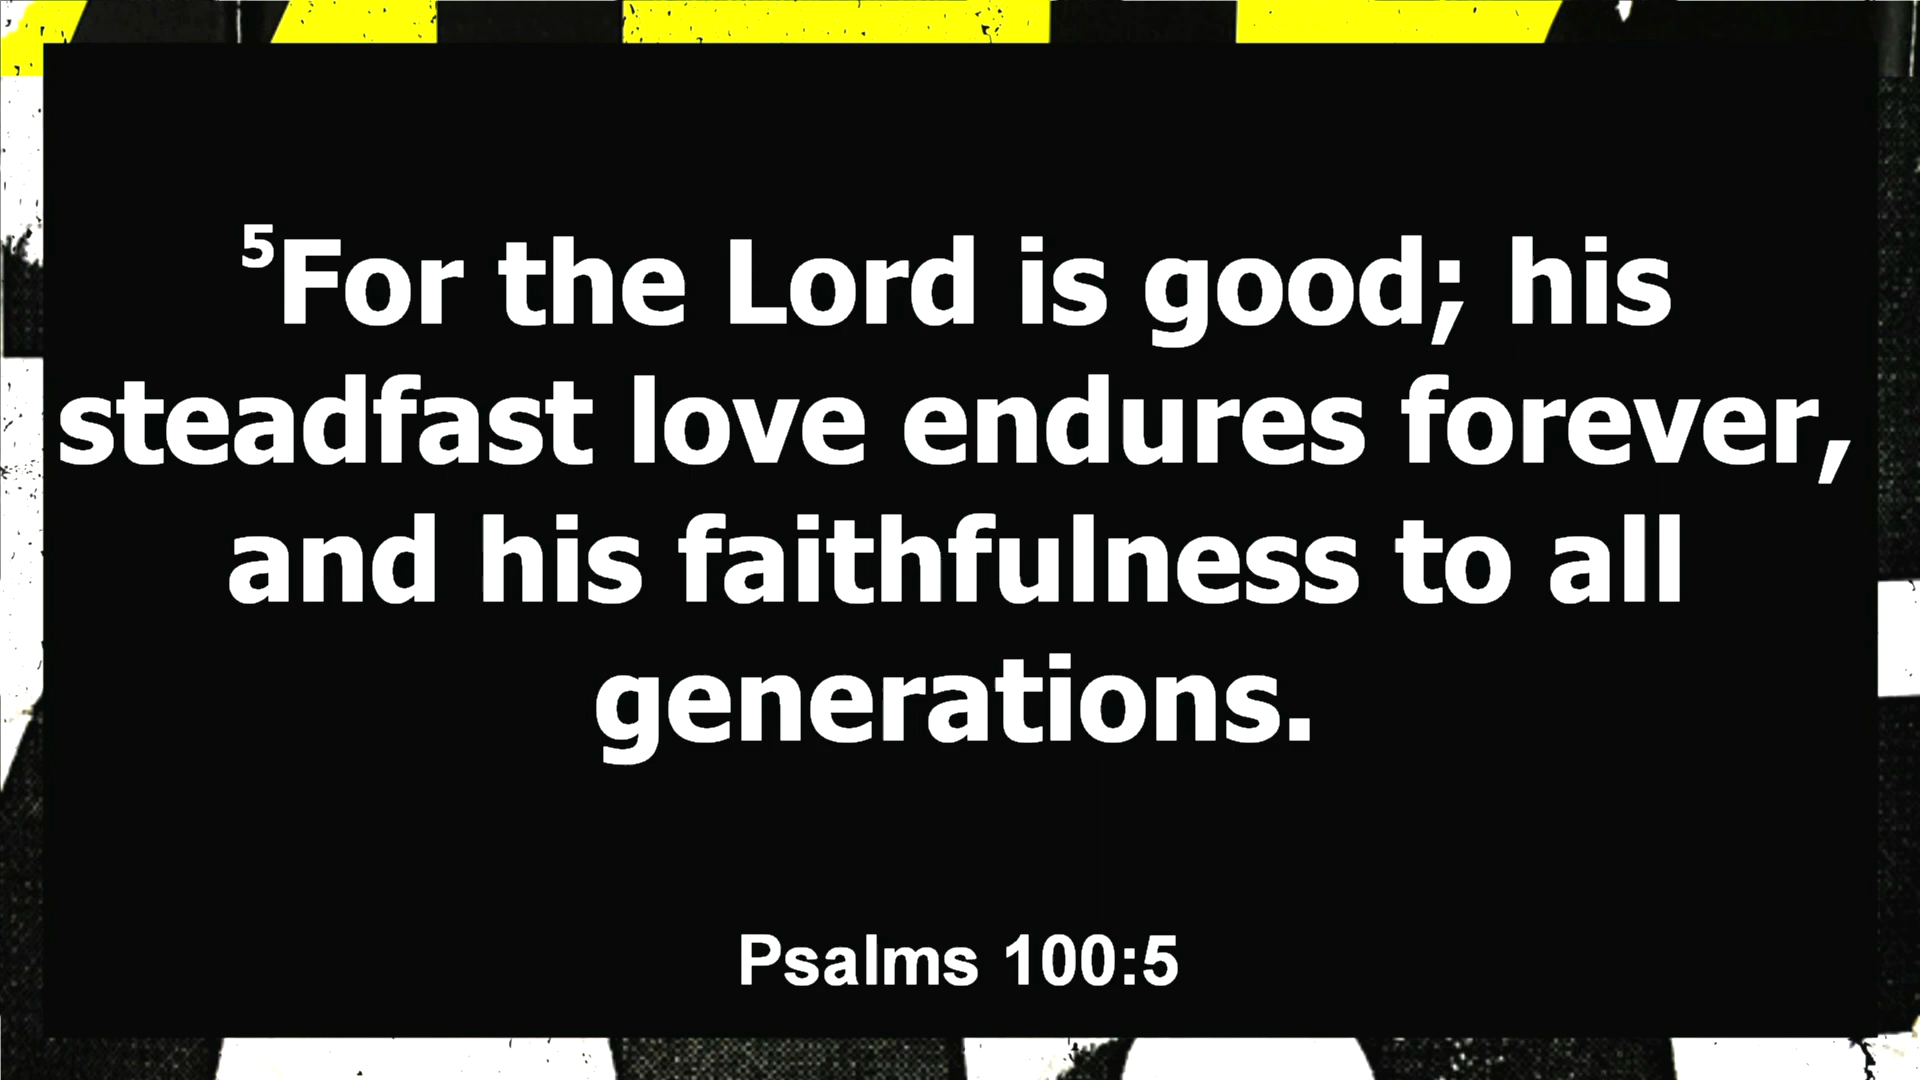 ⁵For the Lord is good; his
steadfast love endures forever,
and his faithfulness to all
generations.
Psalms 100:5